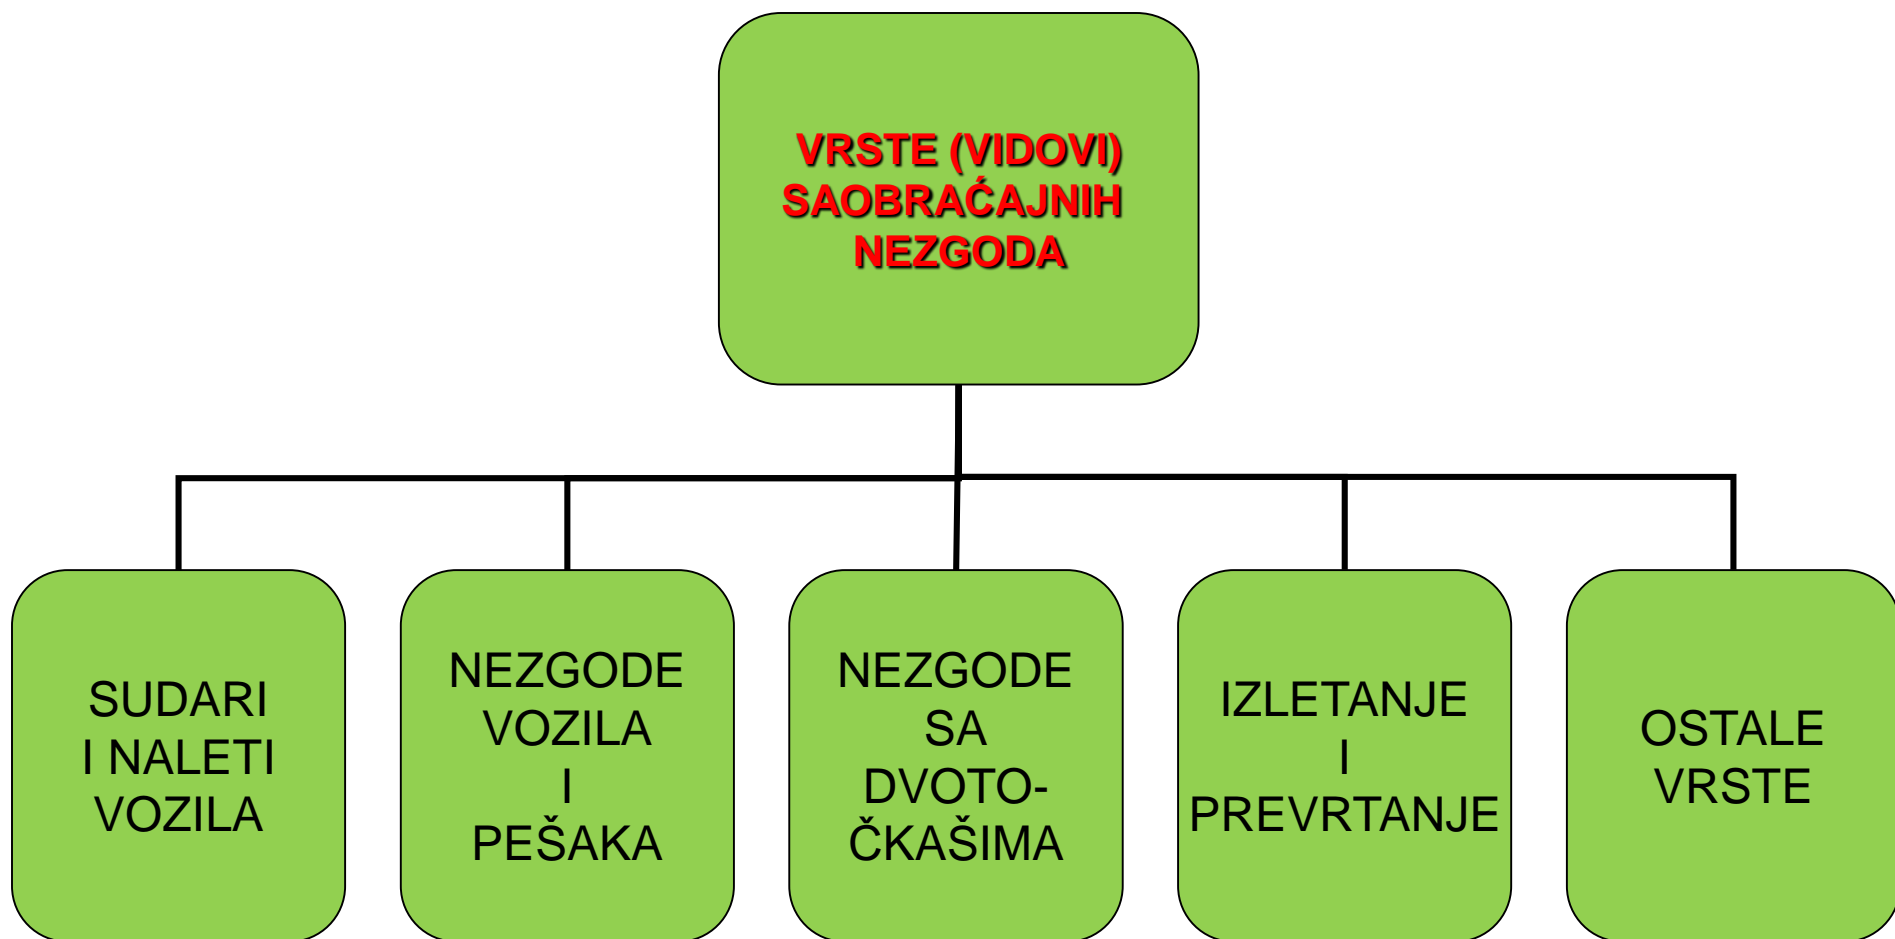 VRSTE (VIDOVI)
SAOBRAĆAJNIH
NEZGODA
SUDARI
I NALETI
VOZILA
NEZGODE
VOZILA
I
PEŠAKA
NEZGODE
SA
DVOTO-
ČKAŠIMA
IZLETANJE
I
PREVRTANJE
OSTALE
VRSTE